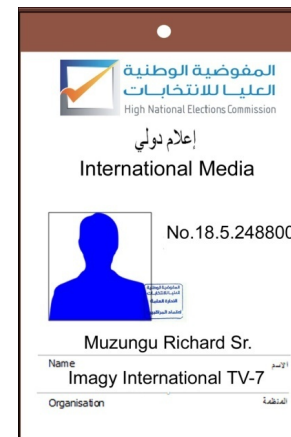 المفوضية الوطنية
العليا للانتخابات
High National Elections Commission
إعلام دولي
International Media
No.18.5.248800
Muzungu Richard Sr.
Name
الاسم
Imagy International TV-7
Organisation
المنظمة